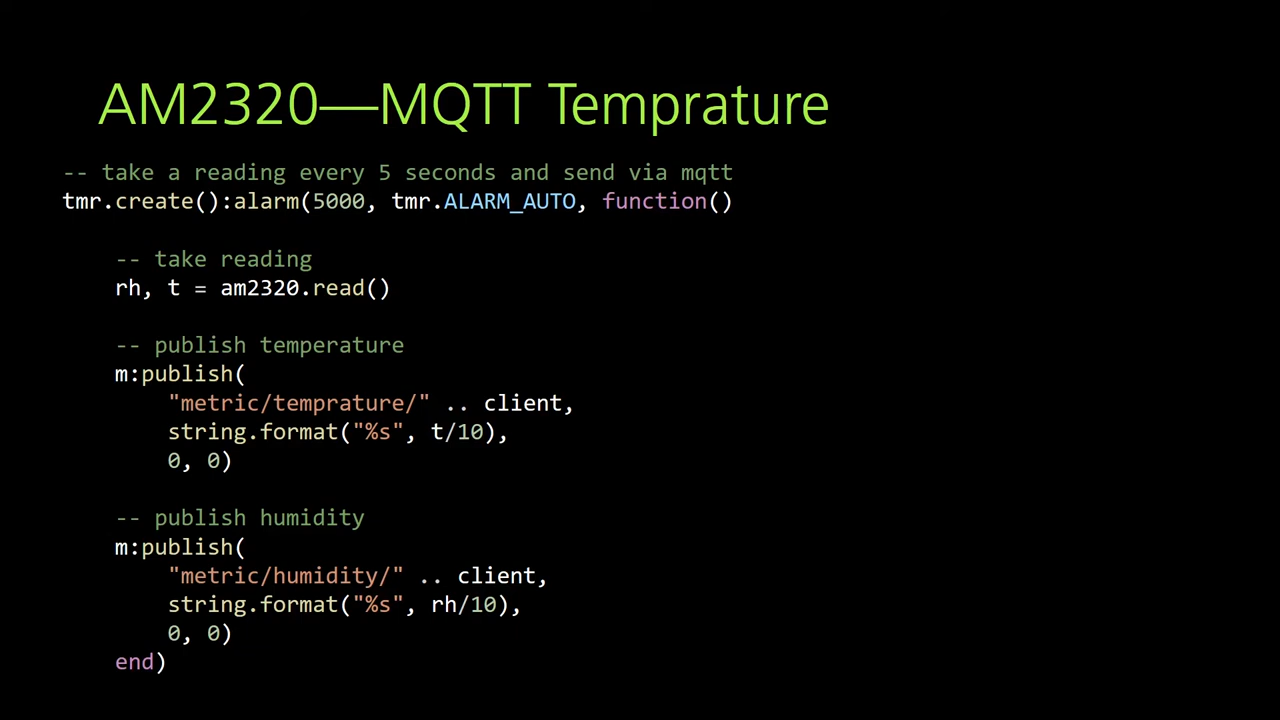 AM2320—MQTT Temprature
-- take a reading every 5 seconds and send via mqtt
tmr.create():alarm(5000, tmr.ALARM_AUTO, function()
-- take reading
rh, t = am2320.read()
-- publish temperature
m:publish(
"metric/temprature/" .. client,
string.format("%s", t/10),
0, 0)
-- publish humidity
m:publish(
"metric/humidity/" .. client,
string.format("%s", rh/10),
0, 0)
end)